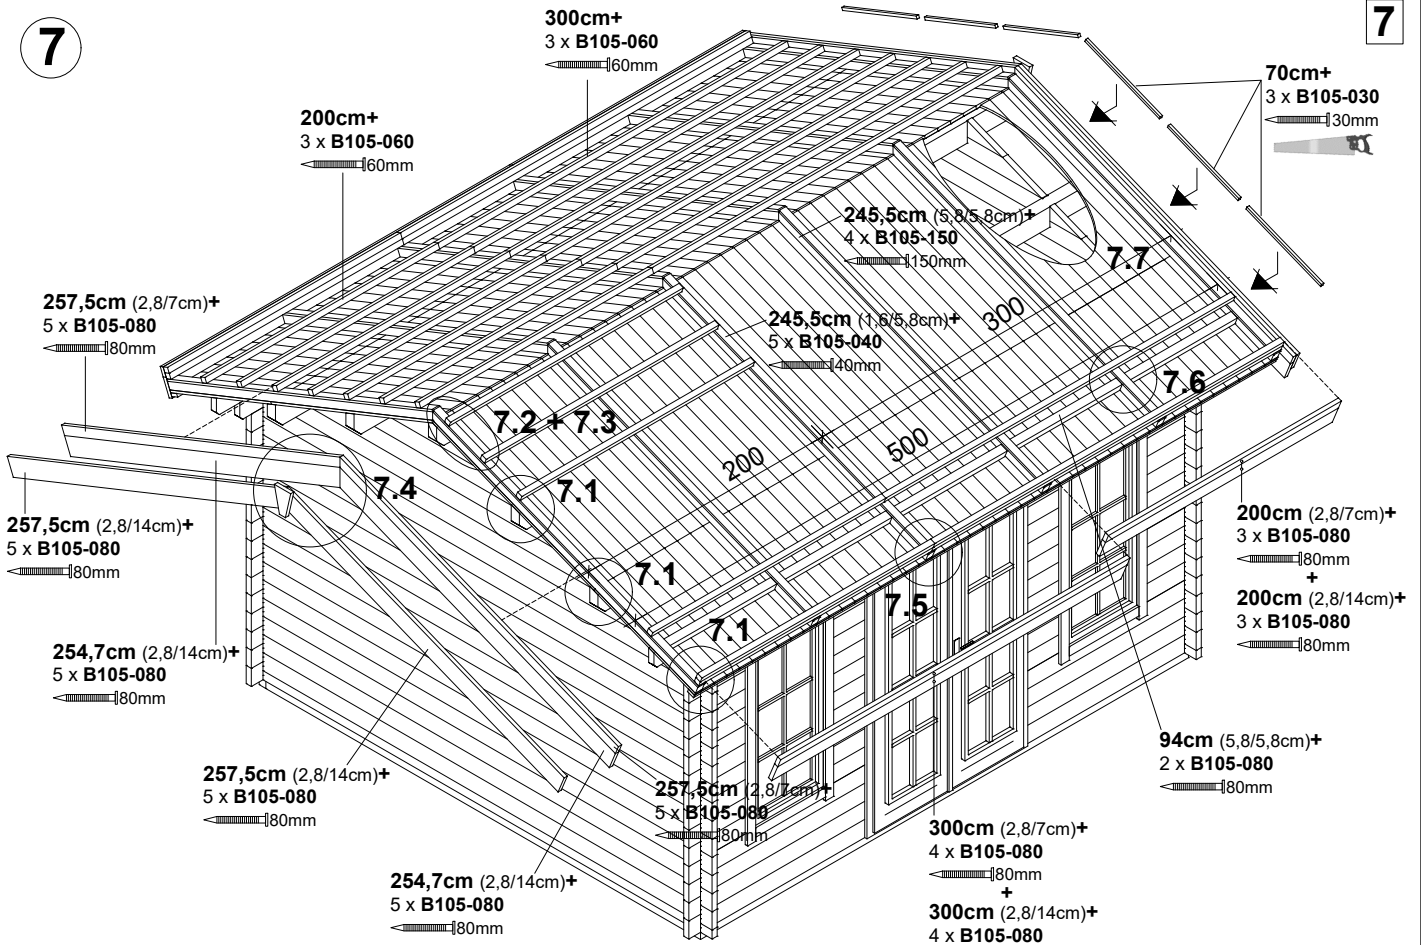 7
7
300cm+
3 x B105-060
60mm
200cm+
3 x B105-060
60mm
70cm+
3 x B105-030
30mm
245,5cm (5,8/5,8cm)+
4 x B105-150
150mm
7.7
257,5cm (2,8/7cm)+
5 x B105-080
80mm
245,5cm (1,6/5,8cm)+
5 x B105-040
40mm
300
7.6
7.2 + 7.3
200
500
7.4
7.1
257,5cm (2,8/14cm)+
5 x B105-080
80mm
200cm (2,8/7cm)+
3 x B105-080
80mm
+
200cm (2,8/14cm)+
3 x B105-080
80mm
7.1
7.5
7.1
254,7cm (2,8/14cm)+
5 x B105-080
80mm
94cm (5,8/5,8cm)+
2 x B105-080
80mm
257,5cm (2,8/14cm)+
5 x B105-080
80mm
257,5cm (2,8/7cm)+
5 x B105-080
80mm
300cm (2,8/7cm)+
4 x B105-080
80mm
+
300cm (2,8/14cm)+
4 x B105-080
254,7cm (2,8/14cm)+
5 x B105-080
80mm